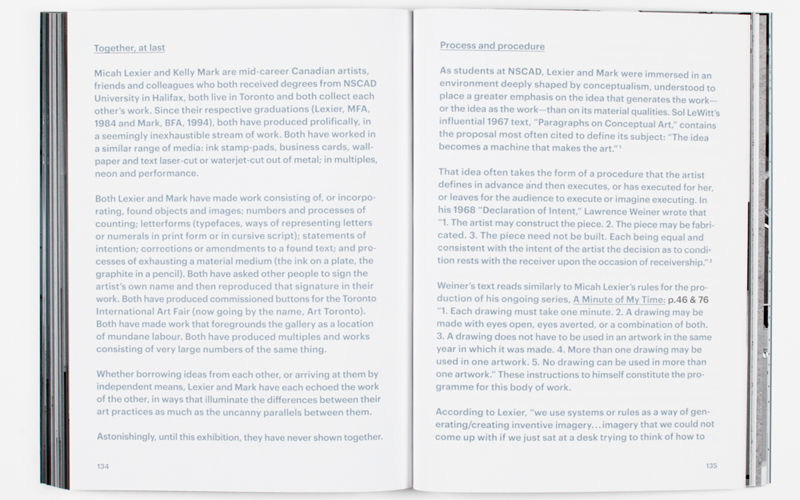 Together, at last
Micah Lexier and Kelly Mark are mid-career Canadian artists,
friends and colleagues who both received degrees from NSCAD
University in Halifax, both live in Toronto and both collect each
other's work. Since their respective graduations (Lexier, MFA,
1984 and Mark, BFA, 1994), both have produced prolifically, in
a seemingly inexhaustible stream of work. Both have worked in
a similar range of media: ink stamp-pads, business cards, wall-
paper and text laser-cut or waterjet-cut out of metal; in multiples,
neon and performance.
Both Lexier and Mark have made work consisting of, or incorpo-
rating, found objects and images; numbers and processes of
counting; letterforms (typefaces, ways of representing letters
or numerals in print form or in cursive script); statements of
intention; corrections or amendments to a found text; and pro-
cesses of exhausting a material medium (the ink on a plate, the
graphite in a pencil). Both have asked other people to sign the
artist's own name and then reproduced that signature in their
work. Both have produced commissioned buttons for the Toronto
International Art Fair (now going by the name, Art Toronto).
Both have made work that foregrounds the gallery as a location
of mundane labour. Both have produced multiples and works
consisting of very large numbers of the same thing.
Whether borrowing ideas from each other, or arriving at them by
independent means, Lexier and Mark have each echoed the work
of the other, in ways that illuminate the differences between their
art practices as much as the uncanny parallels between them.
Astonishingly, until this exhibition, they have never shown together.
134
Process and procedure
As students at NSCAD, Lexier and Mark were immersed in an
environment deeply shaped by conceptualism, understood to
place a greater emphasis on the idea that generates the work—
or the idea as the work—than on its material qualities. Sol LeWitt's
influential 1967 text, "Paragraphs on Conceptual Art," contains
the proposal most often cited to define its subject: "The idea
becomes a machine that makes the art."¹
That idea often takes the form of a procedure that the artist
defines in advance and then executes, or has executed for her,
or leaves for the audience to execute or imagine executing. In
his 1968 "Declaration of Intent," Lawrence Weiner wrote that
"1. The artist may construct the piece. 2. The piece may be fabri-
cated. 3. The piece need not be built. Each being equal and
consistent with the intent of the artist the decision as to condi-
tion rests with the receiver upon the occasion of receivership."²
Weiner's text reads similarly to Micah Lexier's rules for the pro-
duction of his ongoing series, A Minute of My Time: p.46 & 76
"1. Each drawing must take one minute. 2. A drawing may be
made with eyes open, eyes averted, or a combination of both.
3. A drawing does not have to be used in an artwork in the same
year in which it was made. 4. More than one drawing may be
used in one artwork. 5. No drawing can be used in more than
one artwork." These instructions to himself constitute the pro-
gramme for this body of work.
According to Lexier, "we use systems or rules as a way of gen-
erating/creating inventive imagery...imagery that we could not
come up with if we just sat at a desk trying to think of how to
135